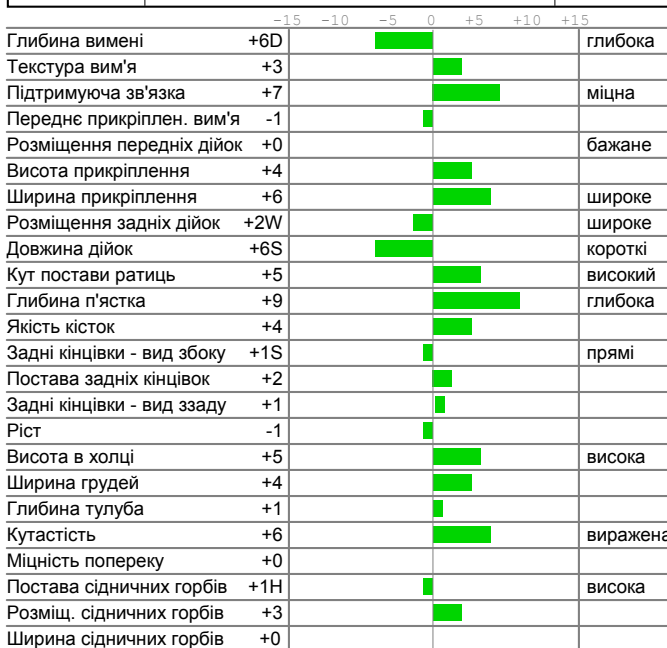 -15 -10 -5 0 +5 +10 +15
Глибина вимені +6D глибока
Текстура вим'я +3
Підтримуюча зв'язка +7 міцна
Переднє прикріплен. вим'я -1
Розміщення передніх дійок +0 бажане
Висота прикріплення +4
Ширина прикріплення +6 широке
Розміщення задніх дійок +2W широке
Довжина дійок +6S короткі
Кут постави ратиць +5 високий
Глибина п'ястка +9 глибока
Якість кісток +4
Задні кінцівки - вид збоку +1S прямі
Постава задніх кінцівок +2
Задні кінцівки - вид ззаду +1
Ріст -1
Висота в холці +5 висока
Ширина грудей +4
Глибина тулуба +1
Кутастість +6 виражена
Міцність попереку +0
Постава сідничних горбів +1H висока
Розміщ. сідничних горбів +3
Ширина сідничних горбів +0